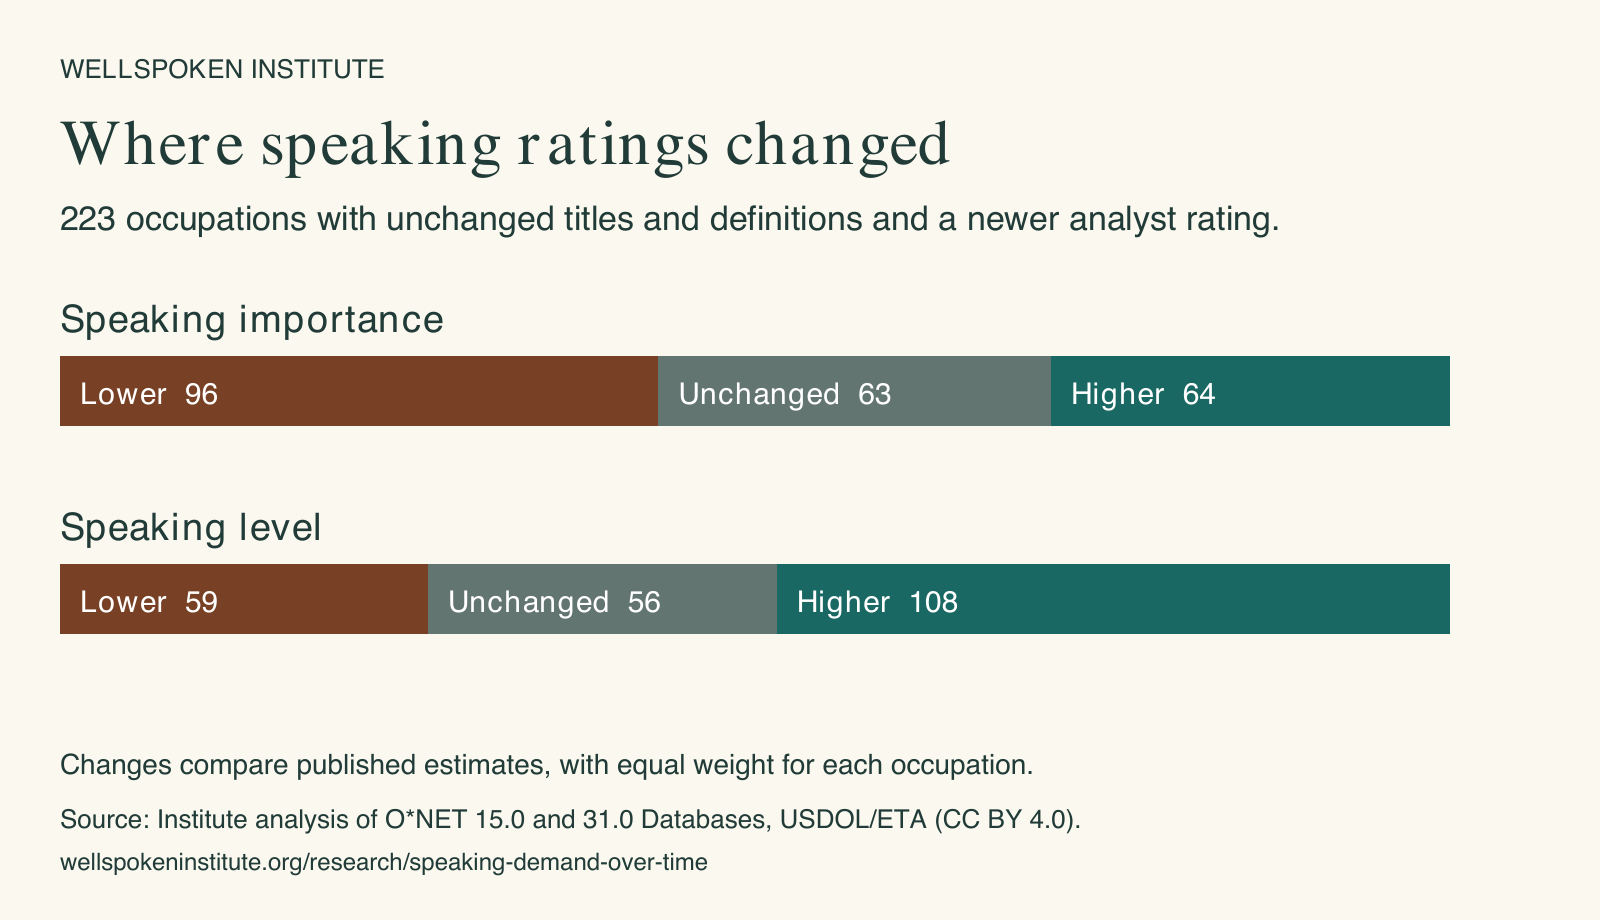 WELLSPOKEN INSTITUTE
Where speaking ratings changed
223 occupations with unchanged titles and definitions and a newer analyst rating.
Speaking importance
Lower 96 Unchanged 63 Higher 64
Speaking level
Lower 59 Unchanged 56 Higher 108
Changes compare published estimates, with equal weight for each occupation.
Source: Institute analysis of O*NET 15.0 and 31.0 Databases, USDOL/ETA (CC BY 4.0).
wellspokeninstitute.org/research/speaking-demand-over-time